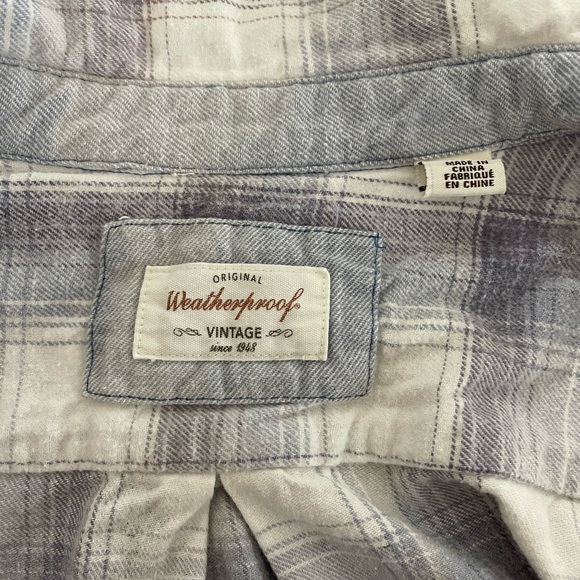 MADE IN
CHINA
FABRIQUÉ
EN CHINE
ORIGINAL
Weatherproof®
VINTAGE
since 1948